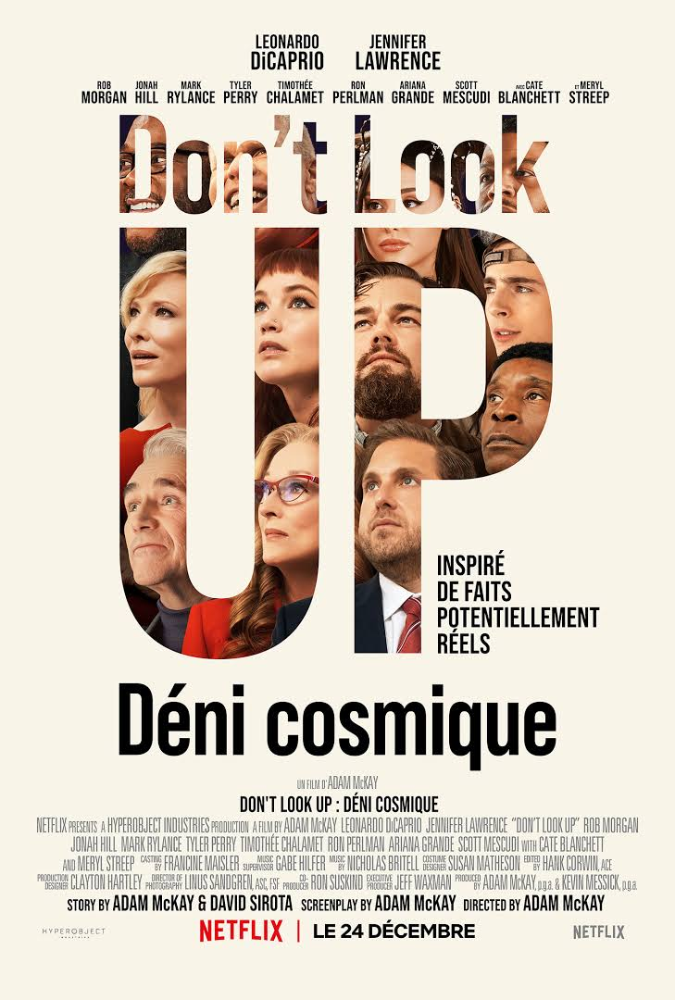 LEONARDO DiCAPRIO JENNIFER LAWRENCE
ROB MORGAN JONAH HILL MARK RYLANCE TYLER PERRY TIMOTHÉE CHALAMET RON PERLMAN ARIANA GRANDE SCOTT MESCUDI AVEC CATE BLANCHETT ET MERYL STREEP
Don't Look
UP
INSPIRÉ
DE FAITS
POTENTIELLEMENT
RÉELS
Déni cosmique
UN FILM D'ADAM McKAY
DON'T LOOK UP : DÉNI COSMIQUE
NETFLIX PRESENTS A HYPEROBJECT INDUSTRIES PRODUCTION A FILM BY ADAM McKAY LEONARDO DiCAPRIO JENNIFER LAWRENCE "DON'T LOOK UP" ROB MORGAN
JONAH HILL MARK RYLANCE TYLER PERRY TIMOTHÉE CHALAMET RON PERLMAN ARIANA GRANDE SCOTT MESCUDI WITH CATE BLANCHETT
AND MERYL STREEP CASTING BY FRANCINE MAISLER MUSIC SUPERVISOR GABE HILFER MUSIC BY NICHOLAS BRITELL COSTUME DESIGNER SUSAN MATHESON EDITED BY HANK CORWIN, ACE
PRODUCTION DESIGNER CLAYTON HARTLEY DIRECTOR OF PHOTOGRAPHY LINUS SANDGREN, ASC, FSF CO-PRODUCER RON SUSKIND EXECUTIVE PRODUCER JEFF WAXMAN PRODUCED BY ADAM McKAY, p.g.a. & KEVIN MESSICK, p.g.a.
STORY BY ADAM McKAY & DAVID SIROTA SCREENPLAY BY ADAM McKAY DIRECTED BY ADAM McKAY
HYPEROBJECT INDUSTRIES NETFLIX | LE 24 DÉCEMBRE NETFLIX